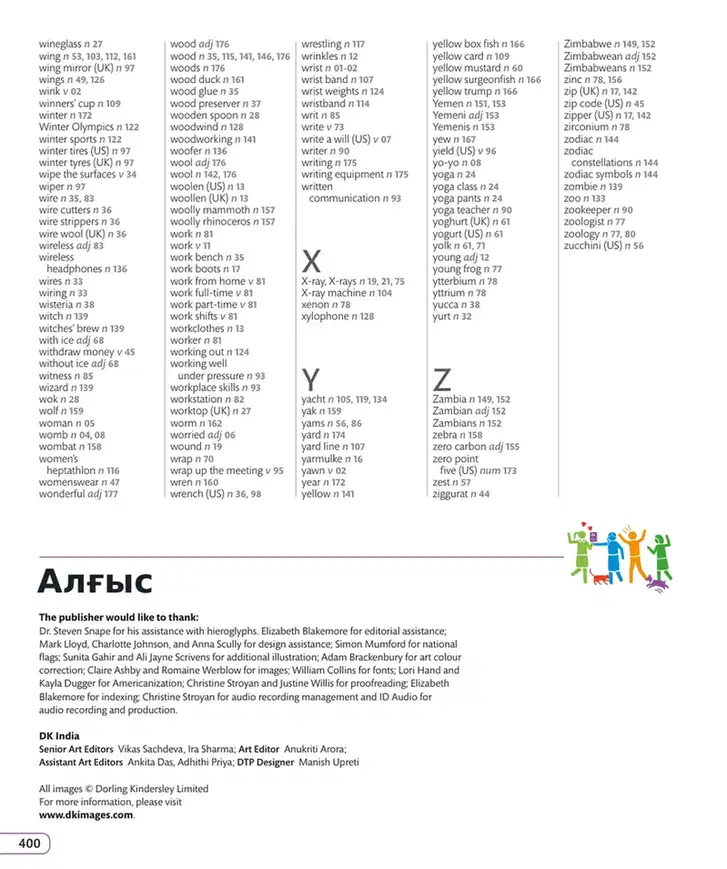 wineglass n 27
wing n 53, 103, 112, 161
wing mirror (UK) n 97
wings n 49, 126
wink v 02
winners' cup n 109
winter n 172
Winter Olympics n 122
winter sports n 122
winter tires (US) n 97
winter tyres (UK) n 97
wipe the surfaces v 34
wiper n 97
wire n 35, 83
wire cutters n 36
wire strippers n 36
wire wool (UK) n 36
wireless adj 83
wireless
headphones n 136
wires n 33
wiring n 33
wisteria n 38
witch n 139
witches' brew n 139
with ice adj 68
withdraw money v 45
without ice adj 68
witness n 85
wizard n 139
wok n 28
wolf n 159
woman n 05
womb n 04, 08
wombat n 158
women's
heptathlon n 116
womenswear n 47
wonderful adj 177
wood adj 176
wood n 35, 115, 141, 146, 176
woods n 176
wood duck n 161
wood glue n 35
wood preserver n 37
wooden spoon n 28
woodwind n 128
woodworking n 141
woofer n 136
wool adj 176
wool n 142, 176
woolen (US) n 13
woollen (UK) n 13
woolly mammoth n 157
woolly rhinoceros n 157
work n 81
work v 11
work bench n 35
work boots n 17
work from home v 81
work full-time v 81
work part-time v 81
work shifts v 81
workclothes n 13
worker n 81
working out n 124
working well
under pressure n 93
workplace skills n 93
workstation n 82
worktop (UK) n 27
worm n 162
worried adj 06
wound n 19
wrap n 70
wrap up the meeting v 95
wren n 160
wrench (US) n 36, 98
wrestling n 117
wrinkles n 12
wrist n 01-02
wrist band n 107
wrist weights n 124
wristband n 114
writ n 85
write v 73
write a will (US) v 07
writer n 90
writing n 175
writing equipment n 175
written
communication n 93
X
X-ray, X-rays n 19, 21, 75
X-ray machine n 104
xenon n 78
xylophone n 128
Y
yacht n 105, 119, 134
yak n 159
yams n 56, 86
yard n 174
yard line n 107
yarmulke n 16
yawn v 02
year n 172
yellow n 141
yellow box fish n 166
yellow card n 109
yellow mustard n 60
yellow surgeonfish n 166
yellow trump n 166
Yemen n 151, 153
Yemeni adj 153
Yemenis n 153
yew n 167
yield (US) v 96
yo-yo n 08
yoga n 24
yoga class n 24
yoga pants n 24
yoga teacher n 90
yoghurt (UK) n 61
yogurt (US) n 61
yolk n 61, 71
young adj 12
young frog n 77
ytterbium n 78
yttrium n 78
yucca n 38
yurt n 32
Z
Zambia n 149, 152
Zambian adj 152
Zambians n 152
zebra n 158
zero carbon adj 155
zero point
five (US) num 173
zest n 57
ziggurat n 44
Zimbabwe n 149, 152
Zimbabwean adj 152
Zimbabweans n 152
zinc n 78, 156
zip (UK) n 17, 142
zip code (US) n 45
zipper (US) n 17, 142
zirconium n 78
zodiac n 144
zodiac
constellations n 144
zodiac symbols n 144
zombie n 139
zoo n 133
zookeeper n 90
zoologist n 77
zoology n 77, 80
zucchini (US) n 56
Алғыс
The publisher would like to thank:
Dr. Steven Snape for his assistance with hieroglyphs. Elizabeth Blakemore for editorial assistance;
Mark Lloyd, Charlotte Johnson, and Anna Scully for design assistance; Simon Mumford for national
flags; Sunita Gahir and Ali Jayne Scrivens for additional illustration; Adam Brackenbury for art colour
correction; Claire Ashby and Romaine Werblow for images; William Collins for fonts; Lori Hand and
Kayla Dugger for Americanization; Christine Stroyan and Justine Willis for proofreading; Elizabeth
Blakemore for indexing; Christine Stroyan for audio recording management and ID Audio for
audio recording and production.
DK India
Senior Art Editors Vikas Sachdeva, Ira Sharma; Art Editor Anukriti Arora;
Assistant Art Editors Ankita Das, Adhithi Priya; DTP Designer Manish Upreti
All images © Dorling Kindersley Limited
For more information, please visit
www.dkimages.com.
400